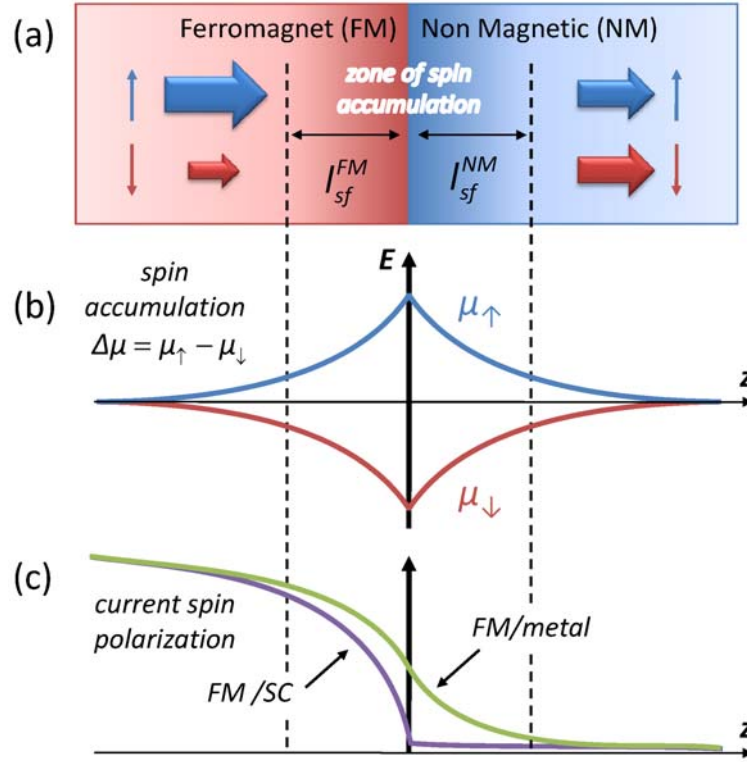 (a)
Ferromagnet (FM) Non Magnetic (NM)
zone of spin
accumulation
l_sf^FM l_sf^NM
(b)
spin
accumulation
Δμ = μ↑ − μ↓
E
μ↑
z
μ↓
(c)
current spin
polarization
FM/metal
FM /SC
z